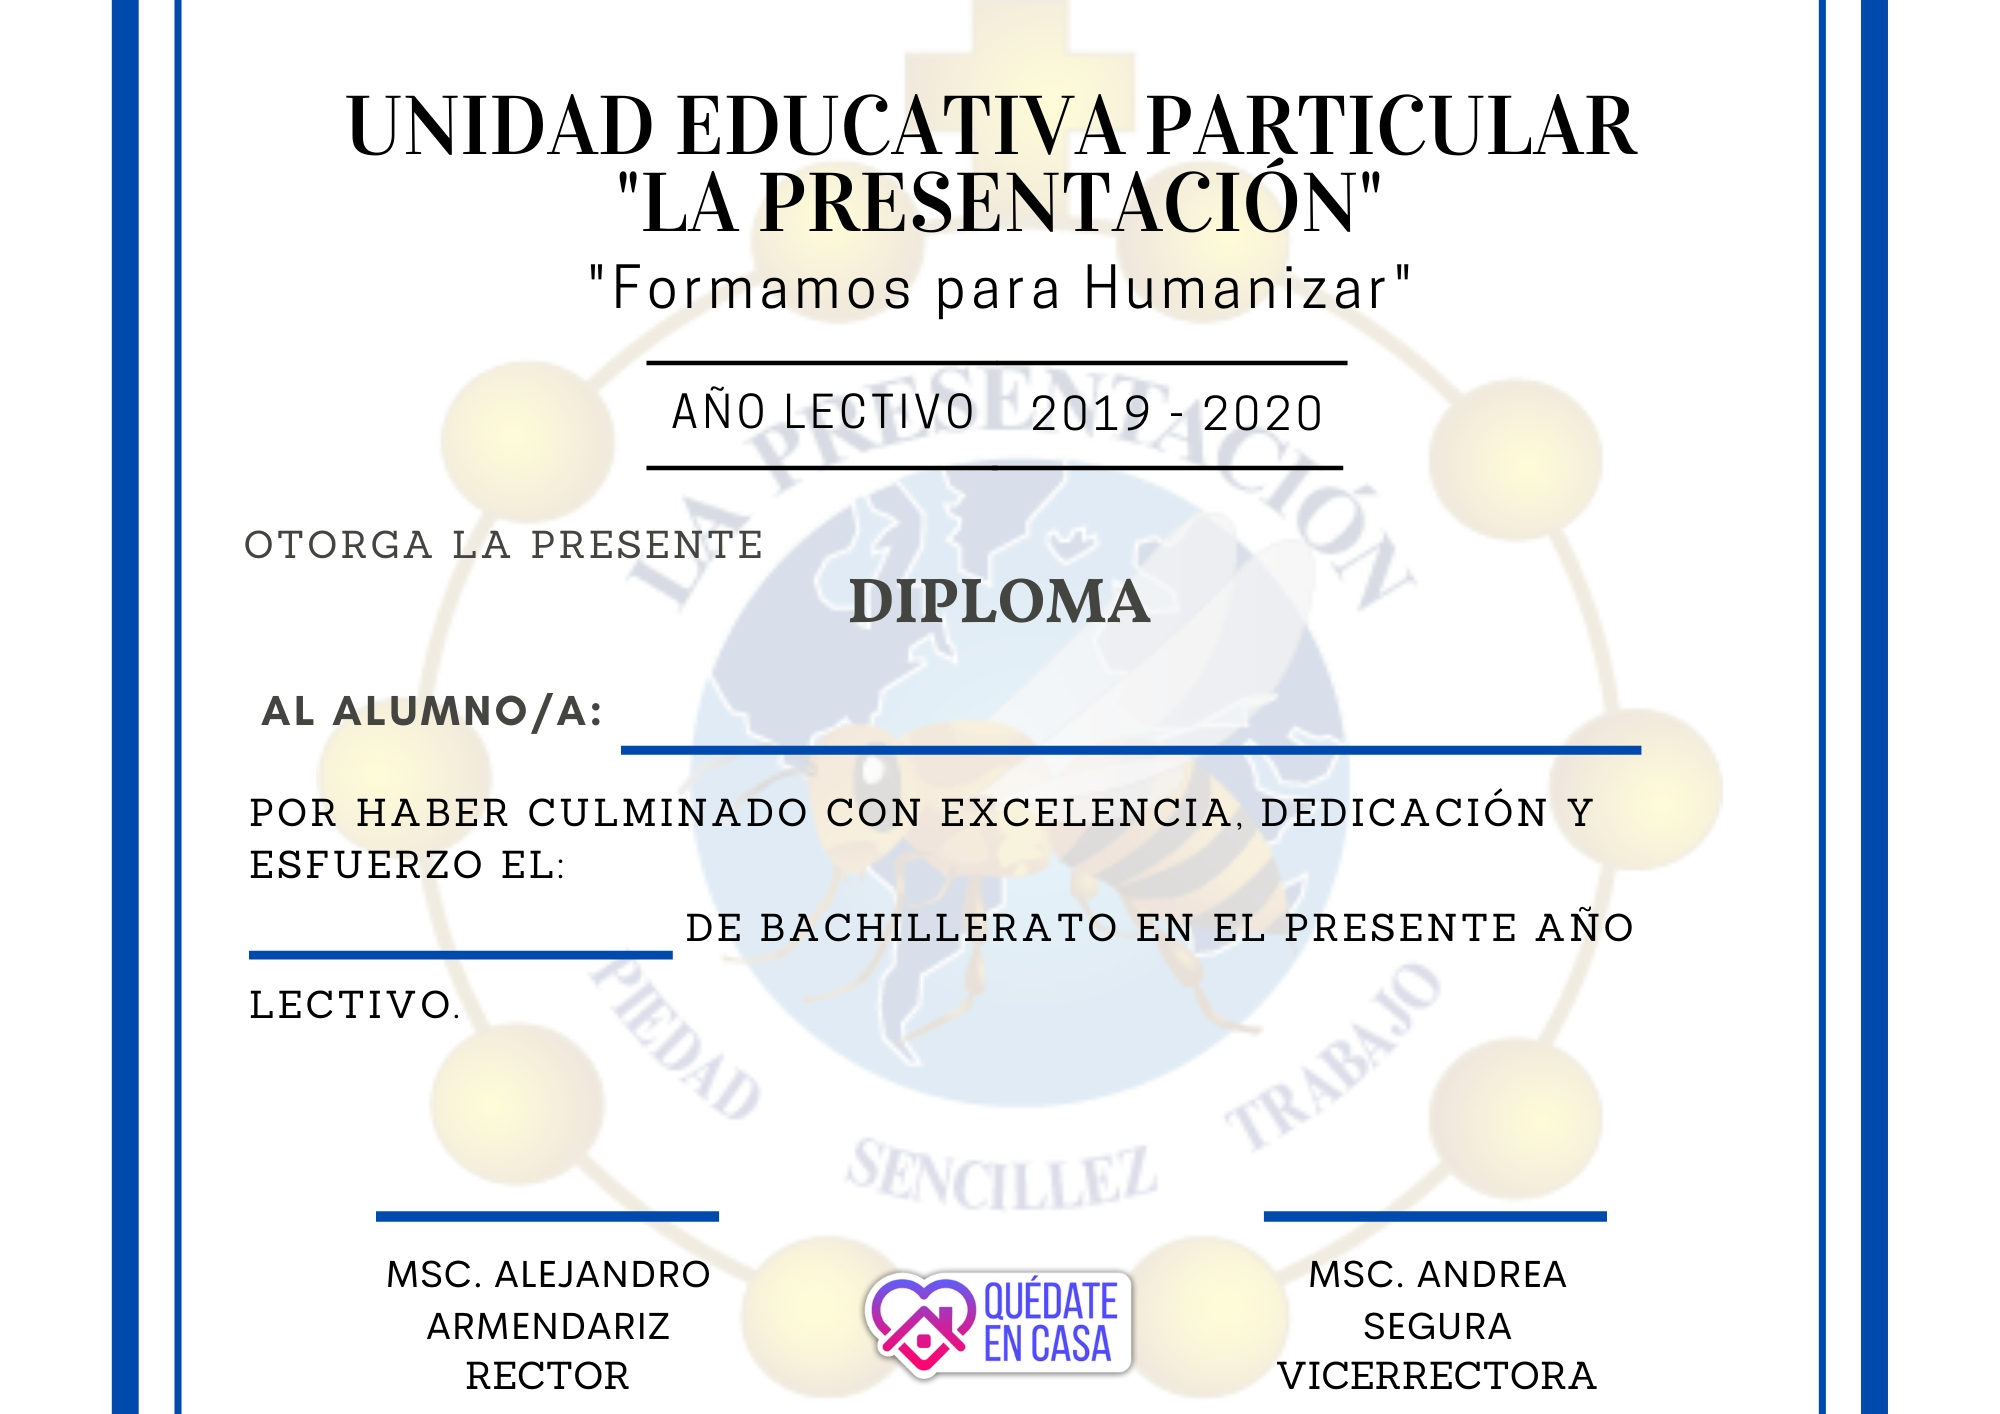 UNIDAD EDUCATIVA PARTICULAR
"LA PRESENTACIÓN"
"Formamos para Humanizar"
AÑO LECTIVO 2019 - 2020
LA PRESENTACIÓN
OTORGA LA PRESENTE
DIPLOMA
AL ALUMNO/A:
POR HABER CULMINADO CON EXCELENCIA, DEDICACIÓN Y
ESFUERZO EL:
DE BACHILLERATO EN EL PRESENTE AÑO
LECTIVO.
PIEDAD
SENCILLEZ
TRABAJO
MSC. ALEJANDRO
ARMENDARIZ
RECTOR
QUÉDATE
EN CASA
MSC. ANDREA
SEGURA
VICERRECTORA